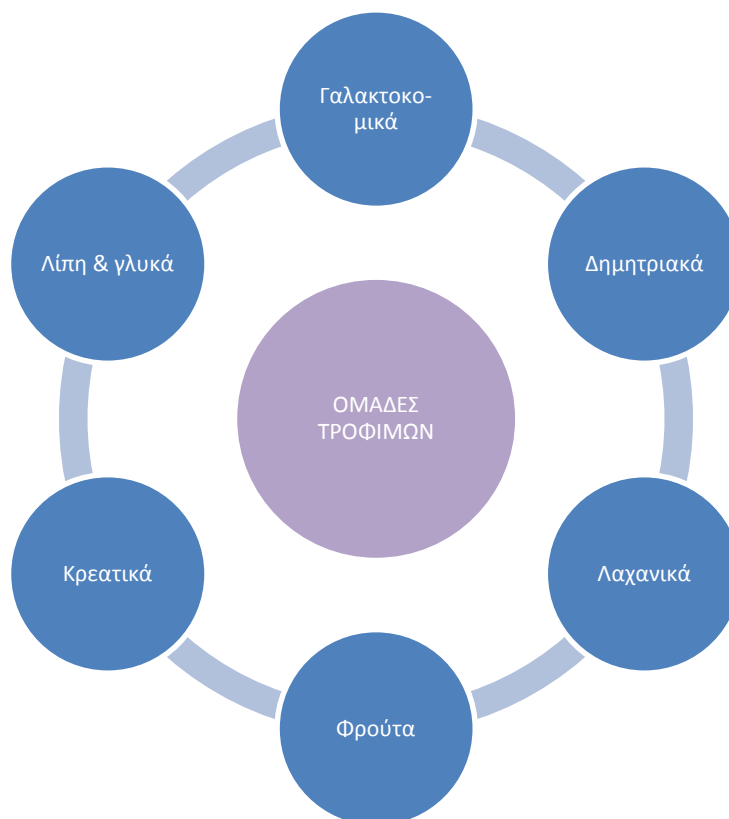 Γαλακτοκο-
μικά
Λίπη & γλυκά
Δημητριακά
ΟΜΑΔΕΣ
ΤΡΟΦΙΜΩΝ
Κρεατικά
Λαχανικά
Φρούτα